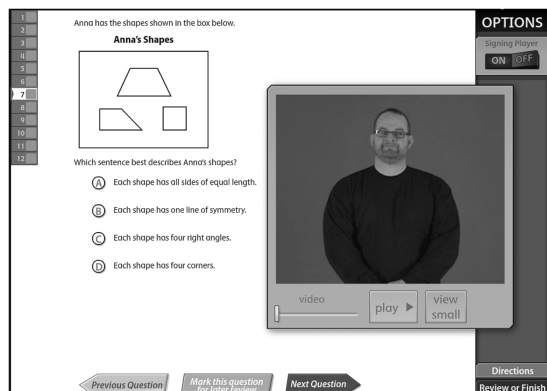 1
2
3
4
5
6
7
8
9
10
11
12
Anna has the shapes shown in the box below.
Anna's Shapes
Which sentence best describes Anna's shapes?
A Each shape has all sides of equal length.
B Each shape has one line of symmetry.
C Each shape has four right angles.
D Each shape has four corners.
video
play
view
small
OPTIONS
Signing Player
ON OFF
Previous Question
Mark this question
for later review
Next Question
Directions
Review or Finish